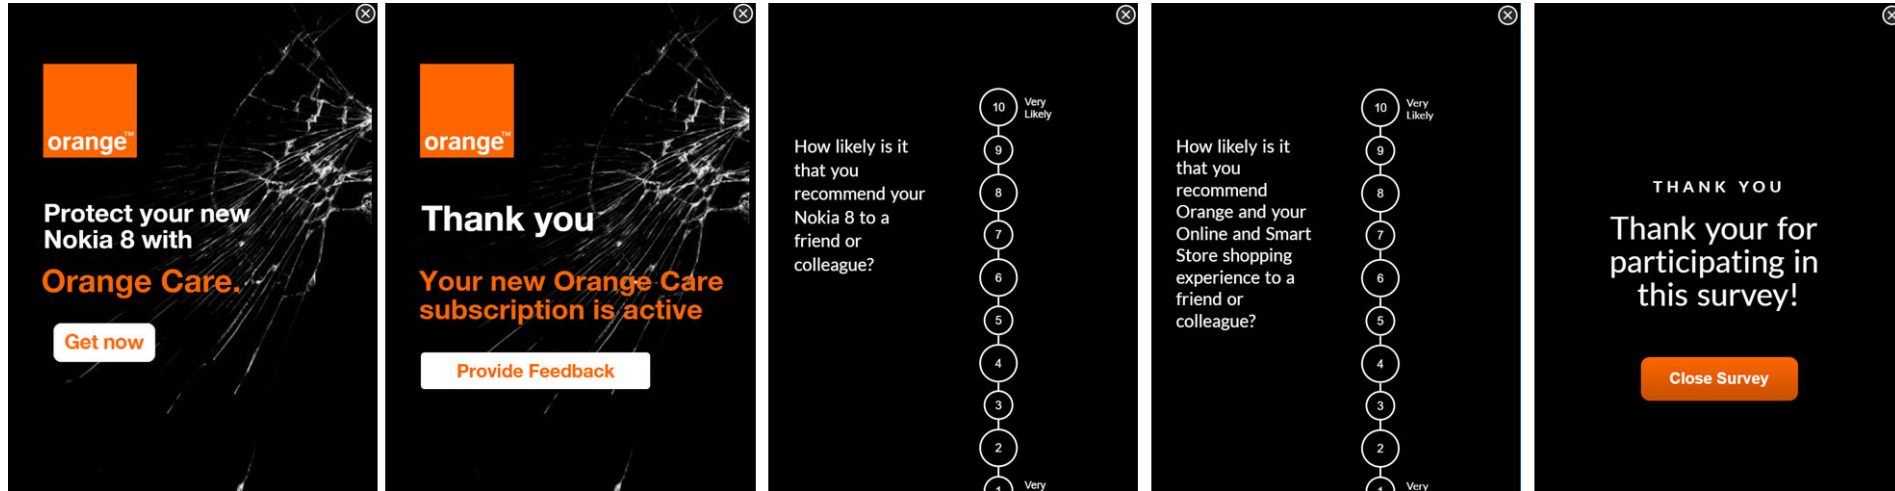 orange™
Protect your new
Nokia 8 with
Orange Care.
Get now
orange™
Thank you
Your new Orange Care
subscription is active
Provide Feedback
How likely is it
that you
recommend your
Nokia 8 to a
friend or
colleague?
10
Very
Likely
9
8
7
6
5
4
3
2
1
Very
How likely is it
that you
recommend
Orange and your
Online and Smart
Store shopping
experience to a
friend or
colleague?
10
Very
Likely
9
8
7
6
5
4
3
2
1
Very
THANK YOU
Thank your for
participating in
this survey!
Close Survey